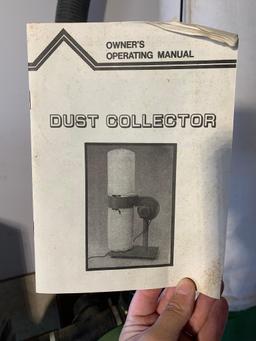 OWNER'S
OPERATING MANUAL
DUST COLLECTOR